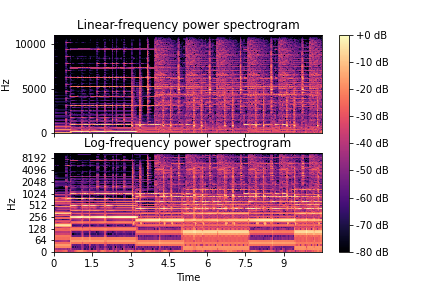 Linear-frequency power spectrogram
10000
5000
0
Hz
Log-frequency power spectrogram
8192
4096
2048
1024
512
256
128
64
0
Hz
0 1.5 3 4.5 6 7.5 9
Time
+0 dB
-10 dB
-20 dB
-30 dB
-40 dB
-50 dB
-60 dB
-70 dB
-80 dB